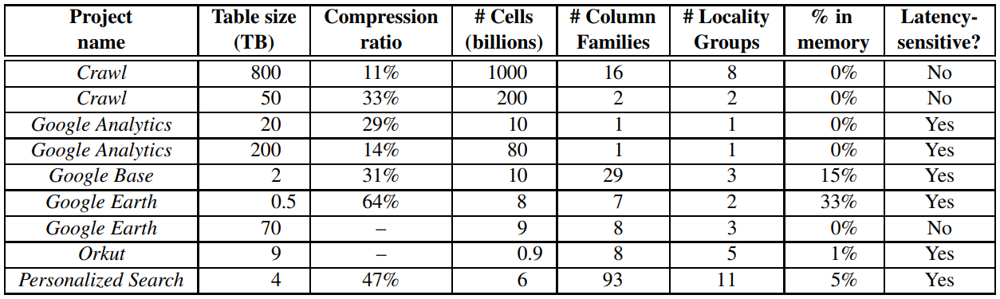 Project name Table size (TB) Compression ratio # Cells (billions) # Column Families # Locality Groups % in memory Latency-sensitive?
Crawl 800 11% 1000 16 8 0% No
Crawl 50 33% 200 2 2 0% No
Google Analytics 20 29% 10 1 1 0% Yes
Google Analytics 200 14% 80 1 1 0% Yes
Google Base 2 31% 10 29 3 15% Yes
Google Earth 0.5 64% 8 7 2 33% Yes
Google Earth 70 – 9 8 3 0% No
Orkut 9 – 0.9 8 5 1% Yes
Personalized Search 4 47% 6 93 11 5% Yes